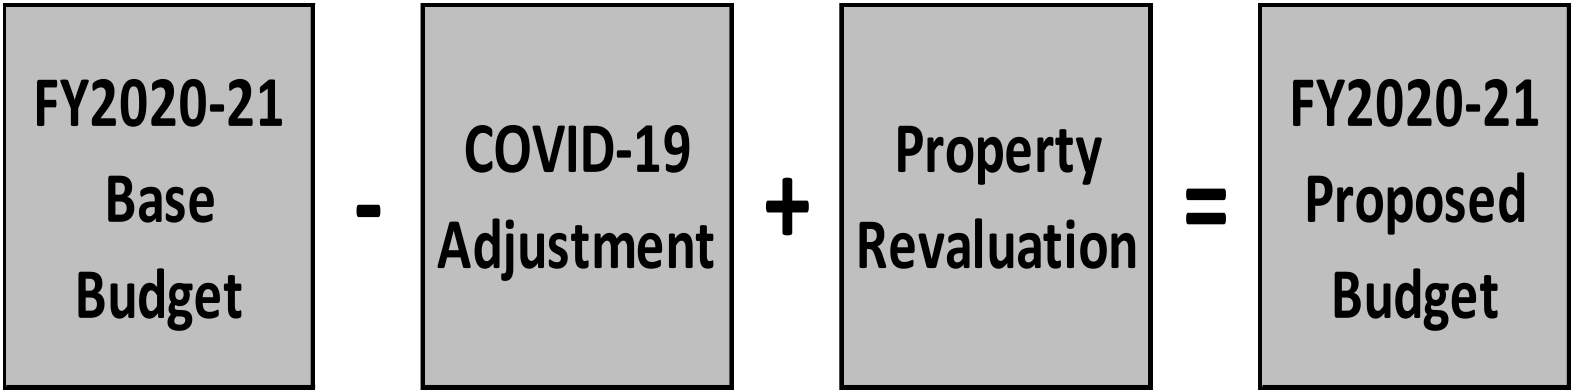 FY2020-21
Base
Budget
-
COVID-19
Adjustment
+
Property
Revaluation
=
FY2020-21
Proposed
Budget